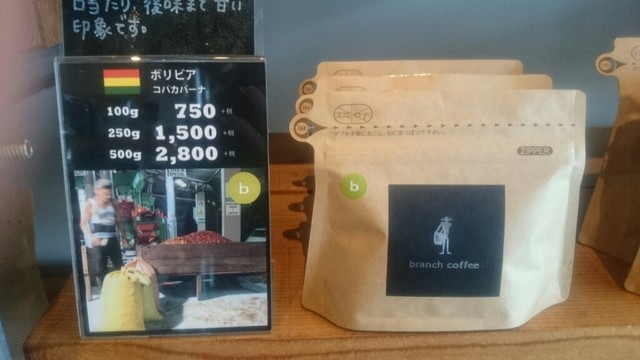 口当たり,後味まで甘い
印象です。
ボリビア
コパカバーナ
100g 750 +税
250g 1,500 +税
500g 2,800 +税
b
ZIPPER
b
branch coffee